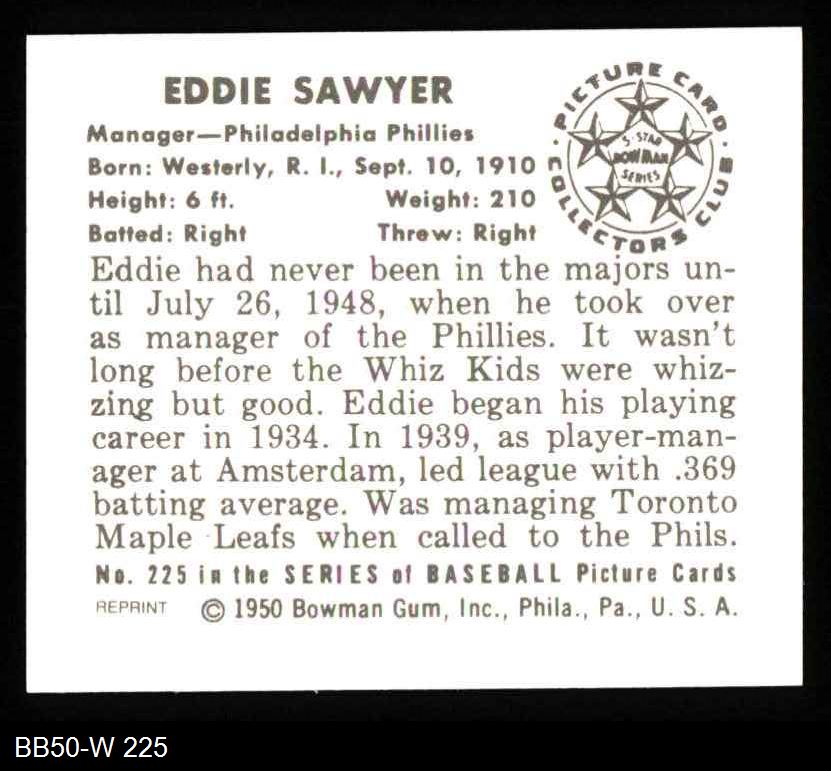 EDDIE SAWYER
Manager—Philadelphia Phillies
Born: Westerly, R. I., Sept. 10, 1910
Height: 6 ft. Weight: 210
Batted: Right Threw: Right
PICTURE CARD COLLECTORS CLUB
5-STAR
BOWMAN
SERIES
Eddie had never been in the majors un-
til July 26, 1948, when he took over
as manager of the Phillies. It wasn't
long before the Whiz Kids were whiz-
zing but good. Eddie began his playing
career in 1934. In 1939, as player-man-
ager at Amsterdam, led league with .369
batting average. Was managing Toronto
Maple Leafs when called to the Phils.
No. 225 in the SERIES of BASEBALL Picture Cards
REPRINT © 1950 Bowman Gum, Inc., Phila., Pa., U. S. A.
BB50-W 225